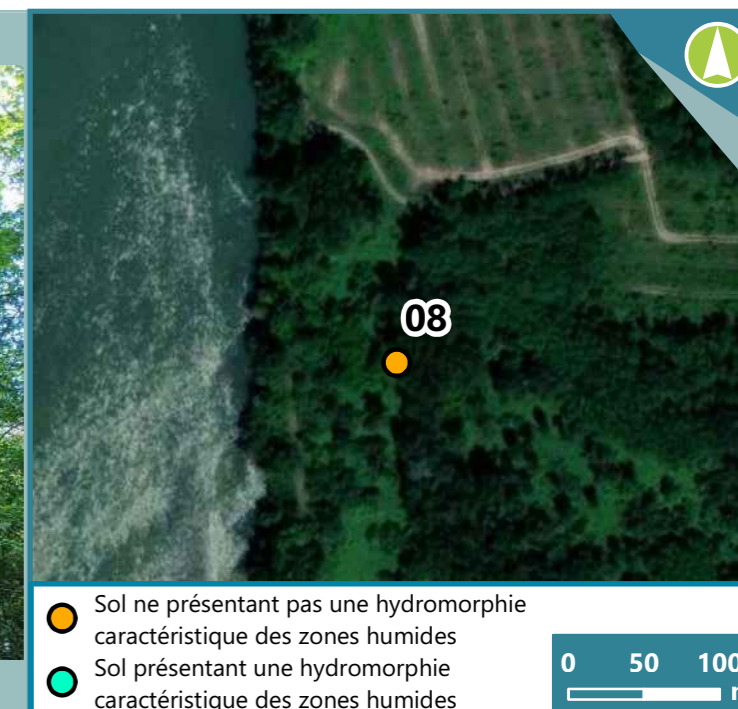 08
Sol ne présentant pas une hydromorphie
caractéristique des zones humides
Sol présentant une hydromorphie
caractéristique des zones humides
0 50 100